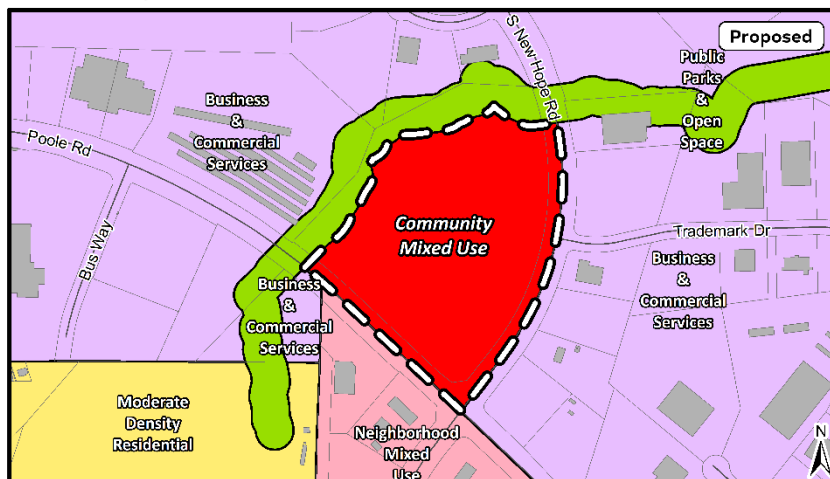 Proposed
S New Hope Rd
Public
Parks
&
Open
Space
Business
&
Commercial
Services
Poole Rd
Community
Mixed Use
Trademark Dr
Bus Way
Business
&
Commercial
Services
Business
&
Commercial
Services
Moderate
Density
Residential
Neighborhood
Mixed
Use
N